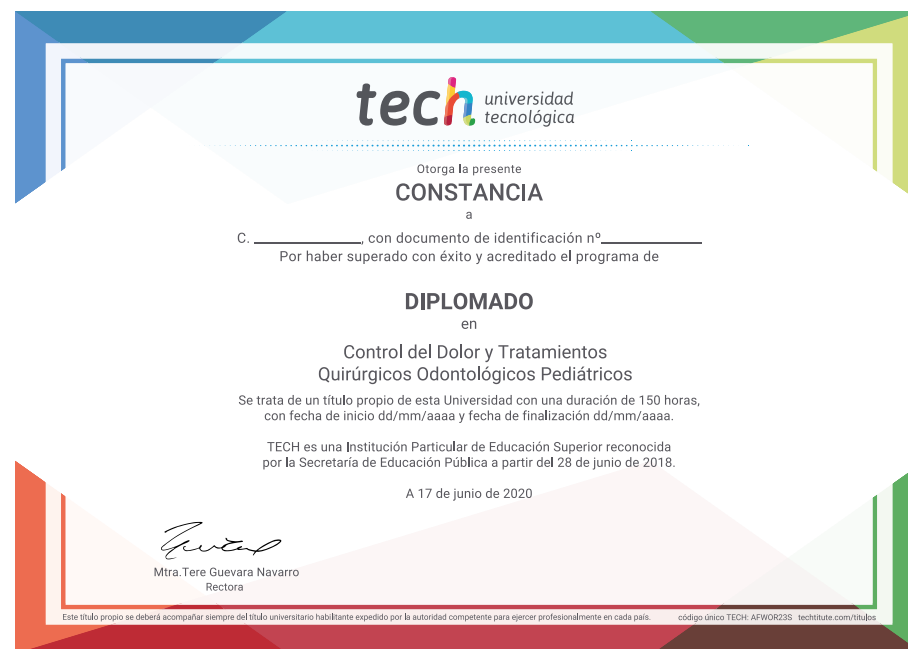 tech universidad
tecnológica
Otorga la presente
CONSTANCIA
a
C. ____________, con documento de identificación nº____________
Por haber superado con éxito y acreditado el programa de
DIPLOMADO
en
Control del Dolor y Tratamientos
Quirúrgicos Odontológicos Pediátricos
Se trata de un título propio de esta Universidad con una duración de 150 horas,
con fecha de inicio dd/mm/aaaa y fecha de finalización dd/mm/aaaa.
TECH es una Institución Particular de Educación Superior reconocida
por la Secretaría de Educación Pública a partir del 28 de junio de 2018.
A 17 de junio de 2020
Mtra.Tere Guevara Navarro
Rectora
Este título propio se deberá acompañar siempre del título universitario habilitante expedido por la autoridad competente para ejercer profesionalmente en cada país. código único TECH: AFWOR23S techtitute.com/titulos